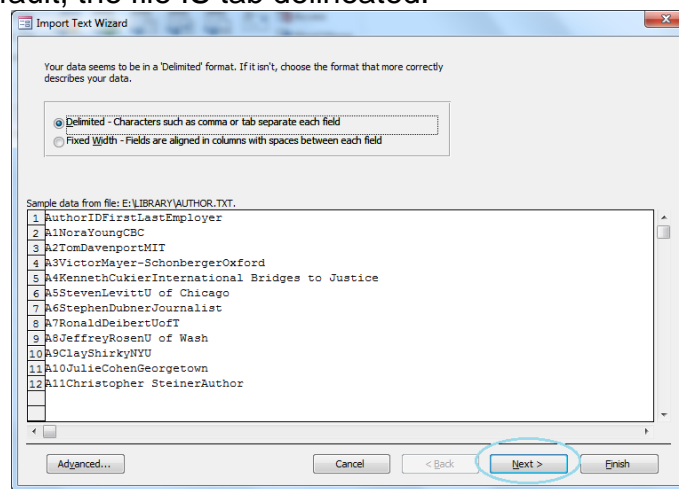 default, the file IS tab delineated.
Import Text Wizard
Your data seems to be in a 'Delimited' format. If it isn't, choose the format that more correctly
describes your data.
Delimited - Characters such as comma or tab separate each field
Fixed Width - Fields are aligned in columns with spaces between each field
Sample data from file: E:\LIBRARY\AUTHOR.TXT.
1 AuthorIDFirstLastEmployer
2 A1NoraYoungCBC
3 A2TomDavenportMIT
4 A3VictorMayer-SchonbergerOxford
5 A4KennethCukierInternational Bridges to Justice
6 A5StevenLevittU of Chicago
7 A6StephenDubnerJournalist
8 A7RonaldDeibertUofT
9 A8JeffreyRosenU of Wash
10 A9ClayShirkyNYU
11 A10JulieCohenGeorgetown
12 A11Christopher SteinerAuthor
Advanced... Cancel < Back Next > Finish